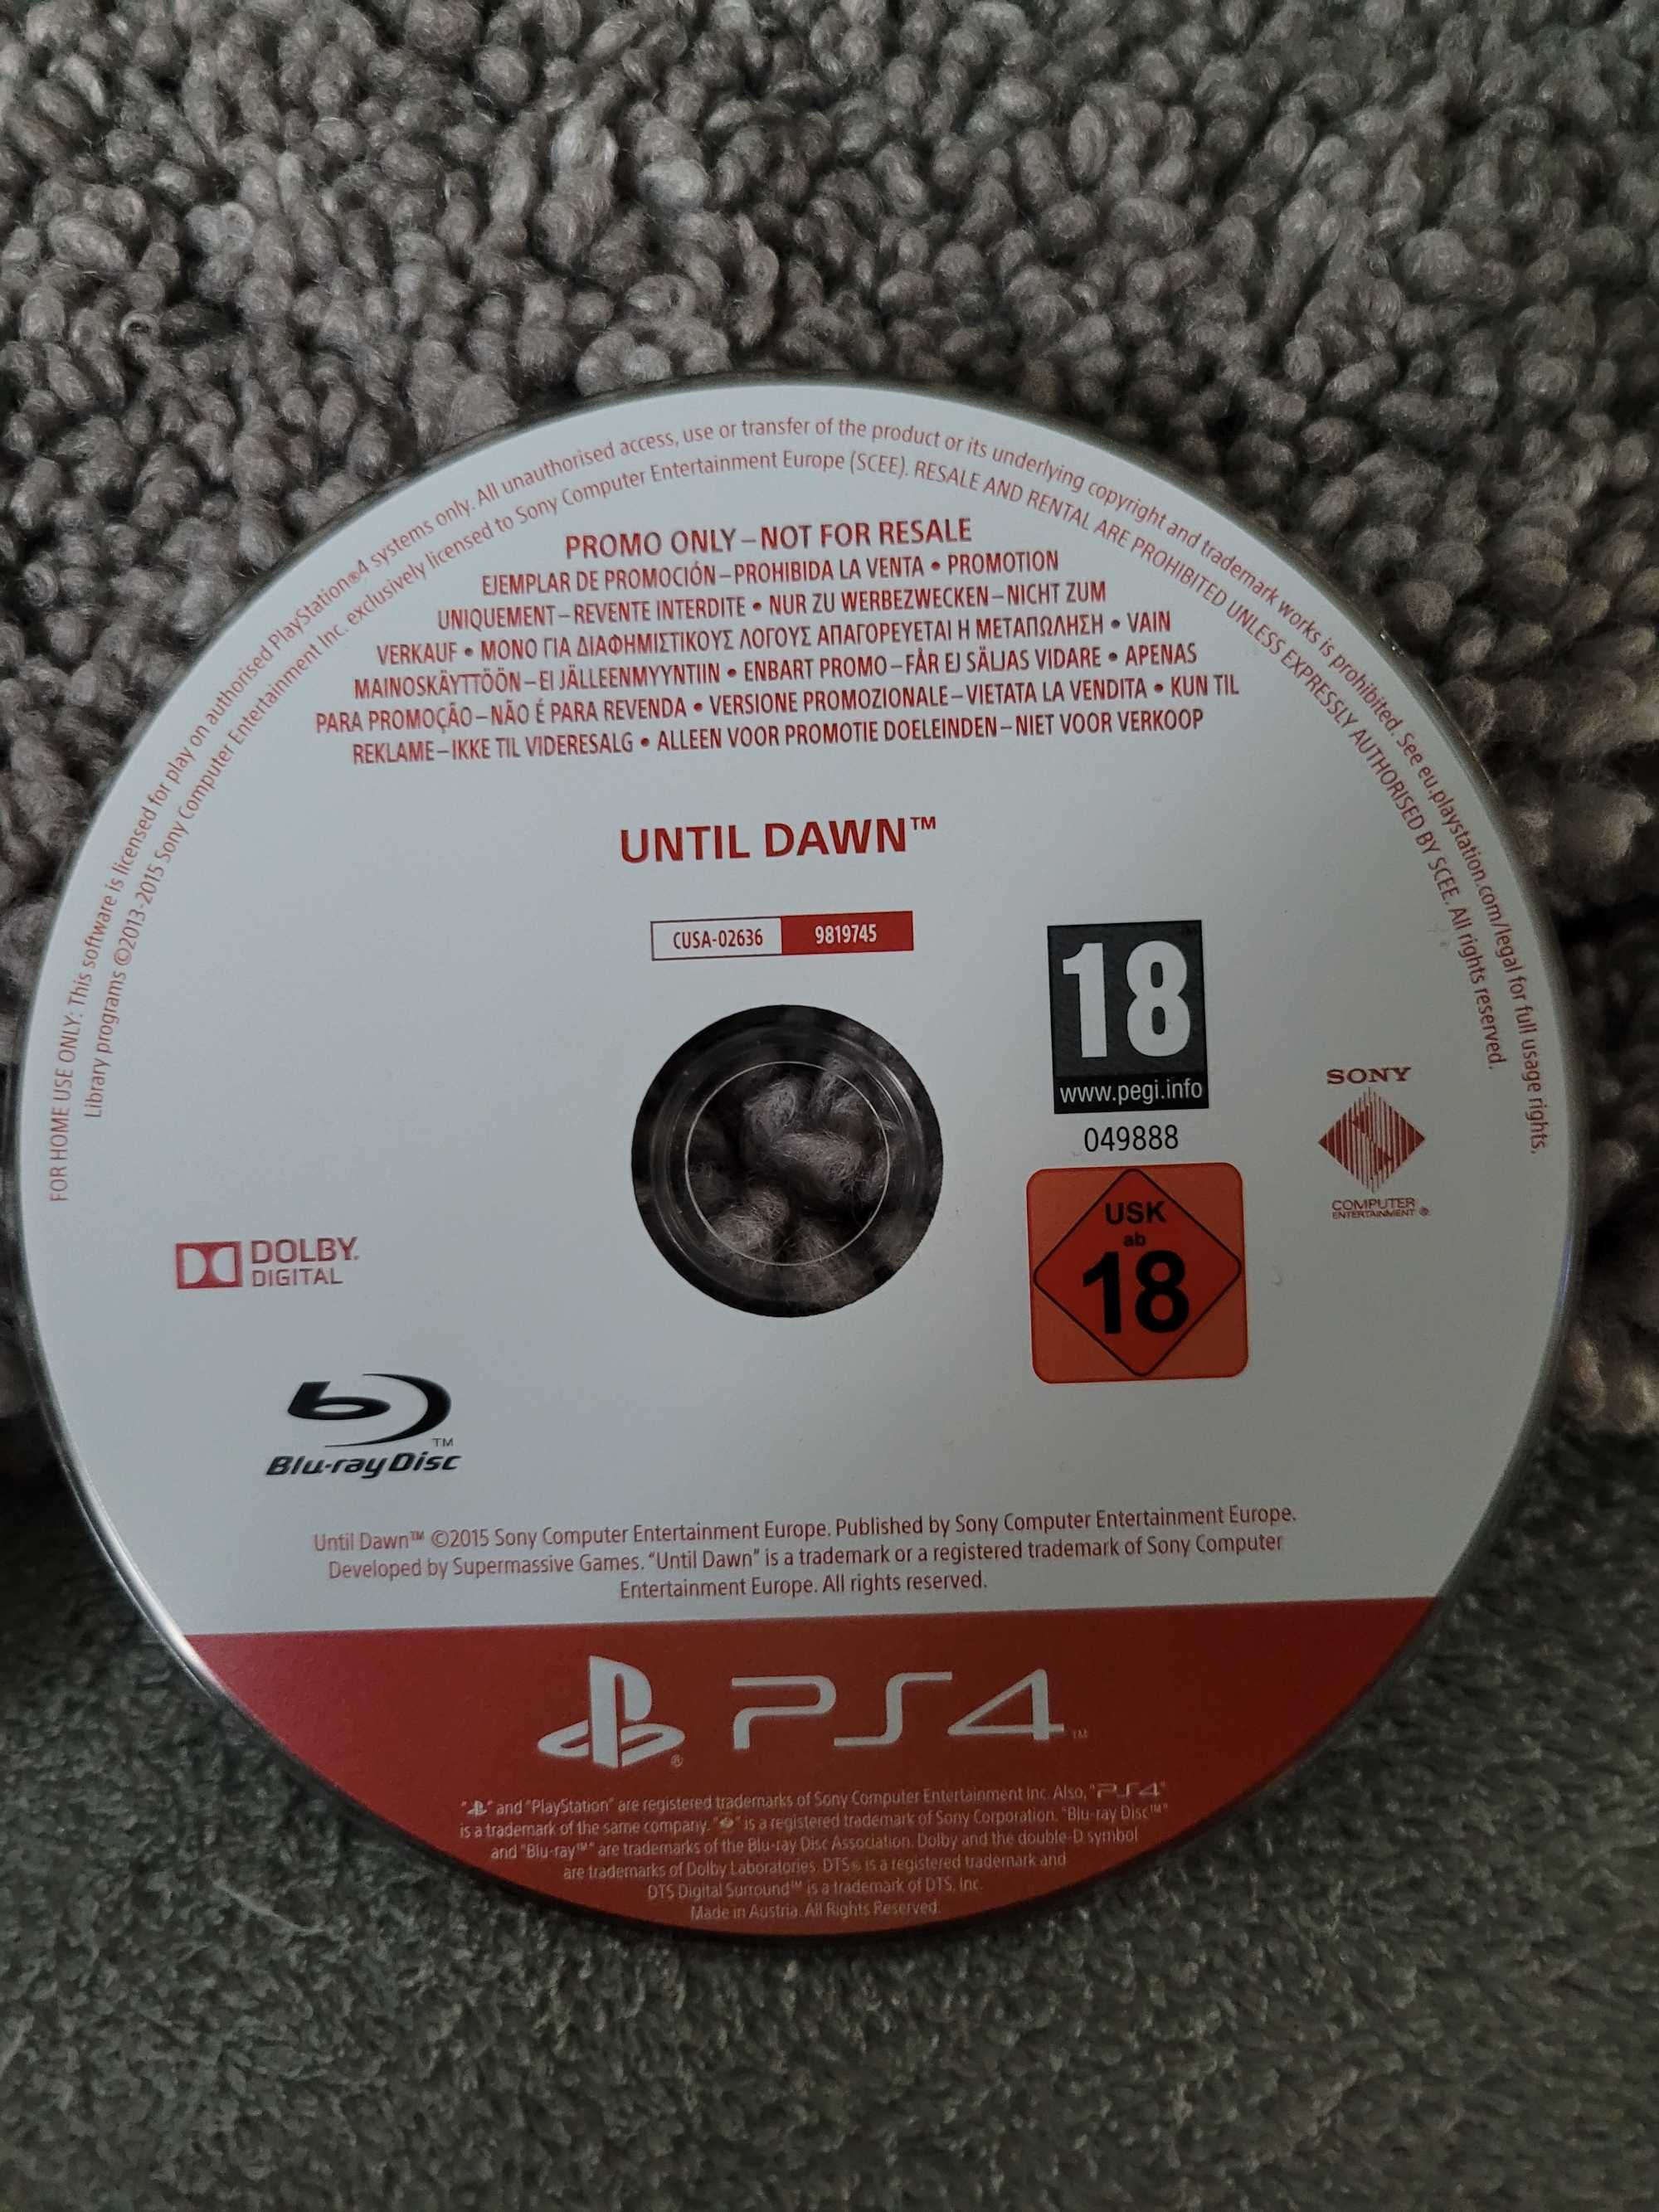 FOR HOME USE ONLY: This software is licensed for play on authorised PlayStation®4 systems only. All unauthorised access, use or transfer of the product or its underlying copyright and trademark works is prohibited. See eu.playstation.com/legal for full usage rights.
Library programs ©2013-2015 Sony Computer Entertainment Inc. exclusively licensed to Sony Computer Entertainment Europe (SCEE). RESALE AND RENTAL ARE PROHIBITED UNLESS EXPRESSLY AUTHORISED BY SCEE. All rights reserved.
PROMO ONLY – NOT FOR RESALE
EJEMPLAR DE PROMOCIÓN – PROHIBIDA LA VENTA • PROMOTION
UNIQUEMENT – REVENTE INTERDITE • NUR ZU WERBEZWECKEN – NICHT ZUM
VERKAUF • ΜΟΝΟ ΓΙΑ ΔΙΑΦΗΜΙΣΤΙΚΟΥΣ ΛΟΓΟΥΣ ΑΠΑΓΟΡΕΥΕΤΑΙ Η ΜΕΤΑΠΩΛΗΣΗ • VAIN
MAINOSKÄYTTÖÖN – EI JÄLLEENMYYNTIIN • ENBART PROMO – FÅR EJ SÄLJAS VIDARE • APENAS
PARA PROMOÇÃO – NÃO É PARA REVENDA • VERSIONE PROMOZIONALE – VIETATA LA VENDITA • KUN TIL
REKLAME – IKKE TIL VIDERESALG • ALLEEN VOOR PROMOTIE DOELEINDEN – NIET VOOR VERKOOP
UNTIL DAWN™
CUSA-02636 9819745
18
www.pegi.info
049888
SONY
COMPUTER
ENTERTAINMENT ®
USK
ab
18
DOLBY.
DIGITAL
Blu-ray Disc™
Until Dawn™ ©2015 Sony Computer Entertainment Europe. Published by Sony Computer Entertainment Europe.
Developed by Supermassive Games. "Until Dawn" is a trademark or a registered trademark of Sony Computer
Entertainment Europe. All rights reserved.
® PS4™
" " and "PlayStation" are registered trademarks of Sony Computer Entertainment Inc. Also, "PS4"
is a trademark of the same company. " " is a registered trademark of Sony Corporation. "Blu-ray Disc™"
and "Blu-ray™" are trademarks of the Blu-ray Disc Association. Dolby and the double-D symbol
are trademarks of Dolby Laboratories. DTS® is a registered trademark and
DTS Digital Surround™ is a trademark of DTS, Inc.
Made in Austria. All Rights Reserved.